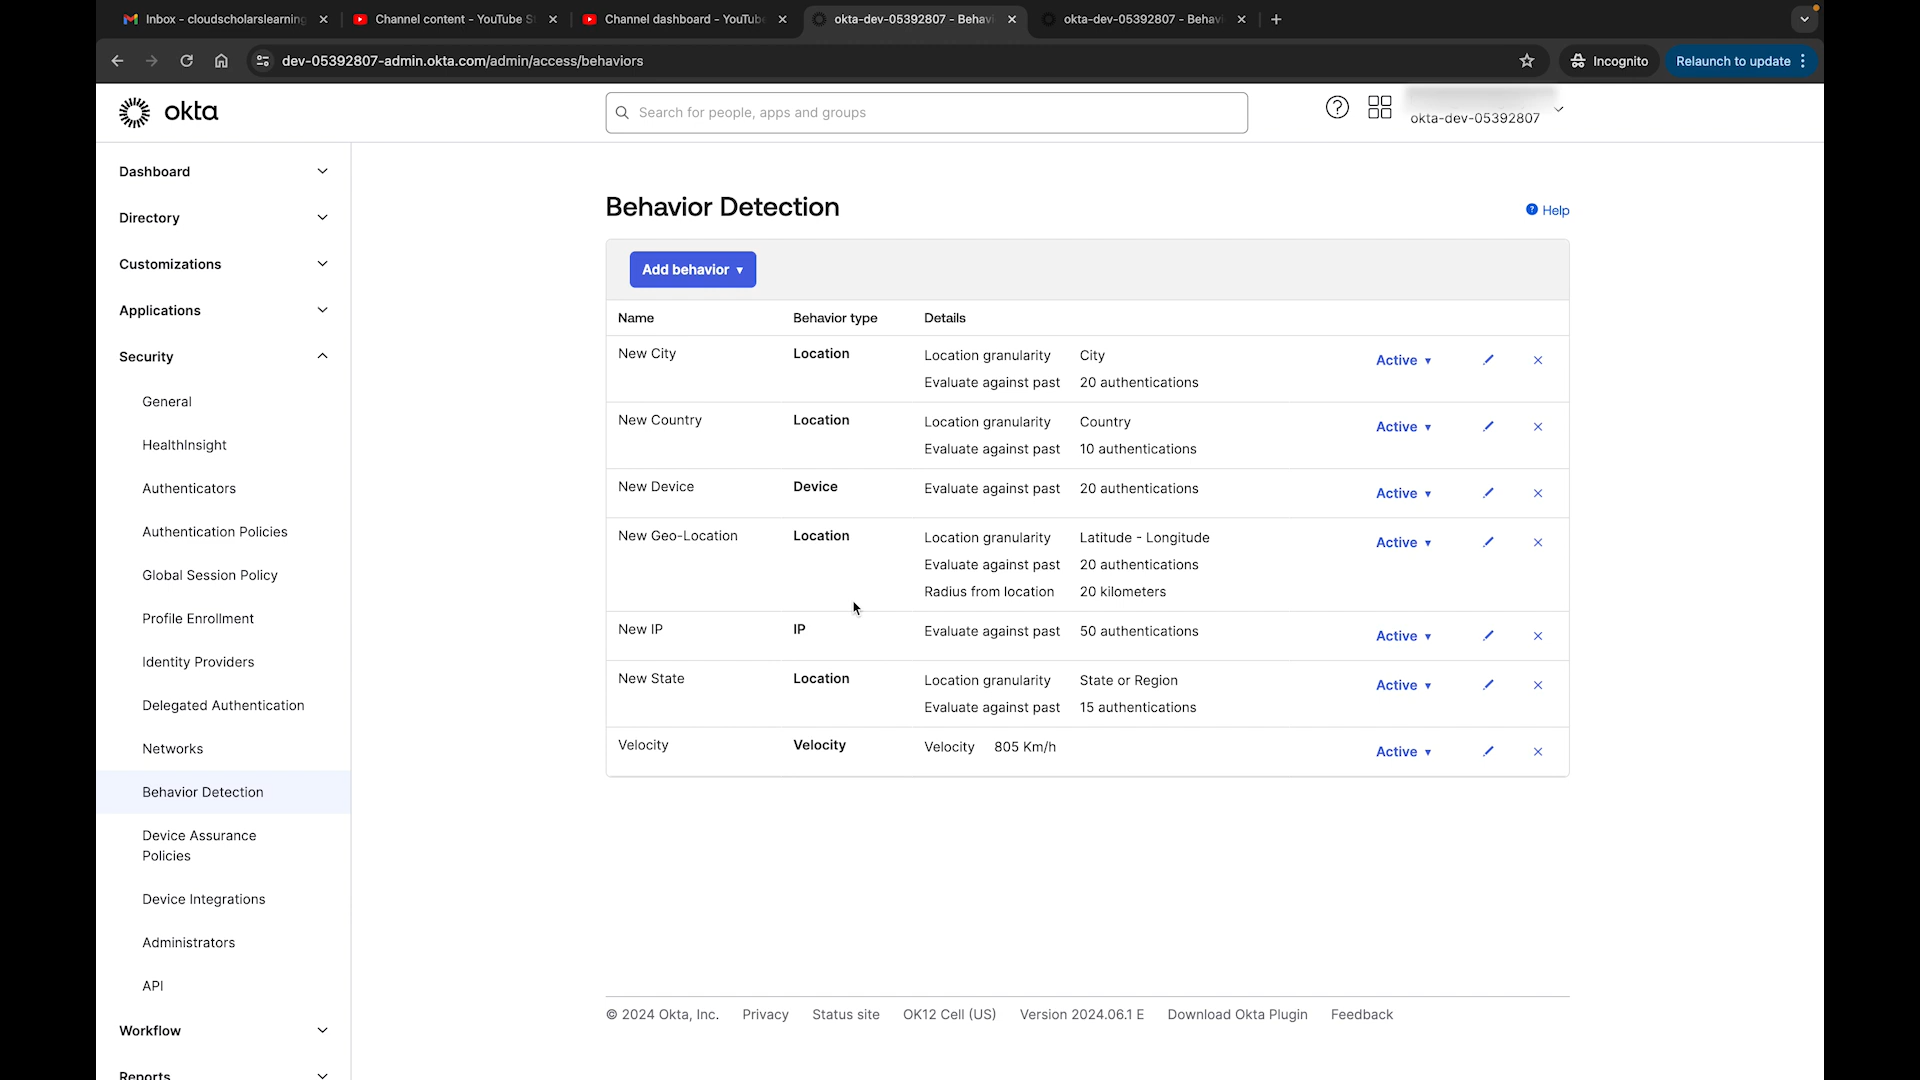 Inbox - cloudscholarslearning
Channel content - YouTube S
Channel dashboard - YouTube
okta-dev-05392807 - Behavi
okta-dev-05392807 - Behavi
dev-05392807-admin.okta.com/admin/access/behaviors
Incognito
Relaunch to update
okta
Search for people, apps and groups
okta-dev-05392807
Dashboard
Directory
Customizations
Applications
Security
General
HealthInsight
Authenticators
Authentication Policies
Global Session Policy
Profile Enrollment
Identity Providers
Delegated Authentication
Networks
Behavior Detection
Device Assurance
Policies
Device Integrations
Administrators
API
Workflow
Reports
Behavior Detection
Help
Add behavior
Name Behavior type Details
New City Location Location granularity City Active
Evaluate against past 20 authentications
New Country Location Location granularity Country Active
Evaluate against past 10 authentications
New Device Device Evaluate against past 20 authentications Active
New Geo-Location Location Location granularity Latitude - Longitude Active
Evaluate against past 20 authentications
Radius from location 20 kilometers
New IP IP Evaluate against past 50 authentications Active
New State Location Location granularity State or Region Active
Evaluate against past 15 authentications
Velocity Velocity Velocity 805 Km/h Active
© 2024 Okta, Inc. Privacy Status site OK12 Cell (US) Version 2024.06.1 E Download Okta Plugin Feedback